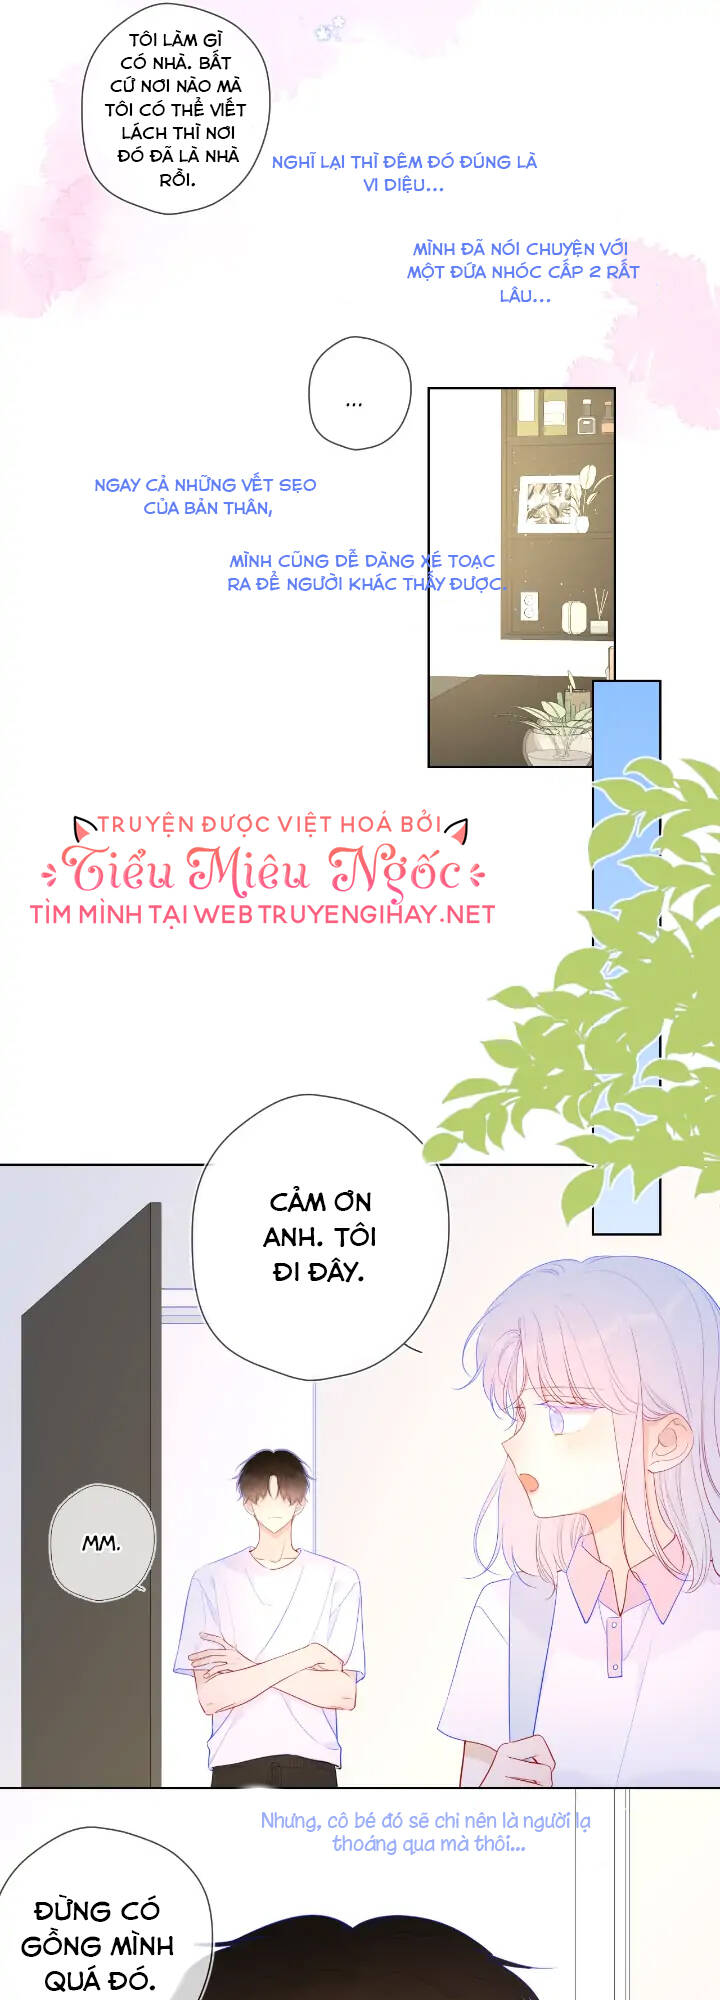 TÔI LÀM GÌ
CÓ NHÀ. BẤT
CỨ NƠI NÀO MÀ
TÔI CÓ THỂ VIẾT
LÁCH THÌ NƠI
ĐÓ ĐÃ LÀ NHÀ
RỒI.
NGHĨ LẠI THÌ ĐÊM ĐÓ ĐÚNG LÀ
VI DIỆU...
MÌNH ĐÃ NÓI CHUYỆN VỚI
MỘT ĐỨA NHÓC CẤP 2 RẤT
LÂU...
...
NGAY CẢ NHỮNG VẾT SẸO
CỦA BẢN THÂN,
MÌNH CŨNG DỄ DÀNG XÉ TOẠC
RA ĐỂ NGƯỜI KHÁC THẤY ĐƯỢC.
TRUYỆN ĐƯỢC VIỆT HOÁ BỞI
Tiểu Miêu Ngốc
TÌM MÌNH TẠI WEB TRUYENGIHAY.NET
CẢM ƠN
ANH. TÔI
ĐI ĐÂY.
MM.
Nhưng, cô bé đó sẽ chỉ nên là người lạ
thoáng qua mà thôi...
ĐỪNG CÓ
GỒNG MÌNH
QUÁ ĐÓ.